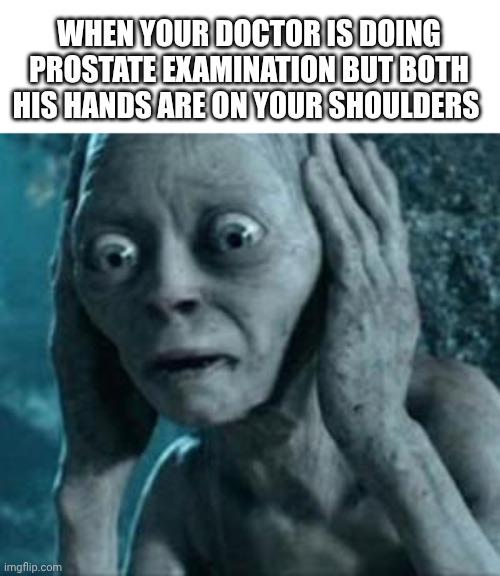 WHEN YOUR DOCTOR IS DOING
PROSTATE EXAMINATION BUT BOTH
HIS HANDS ARE ON YOUR SHOULDERS
imgflip.com